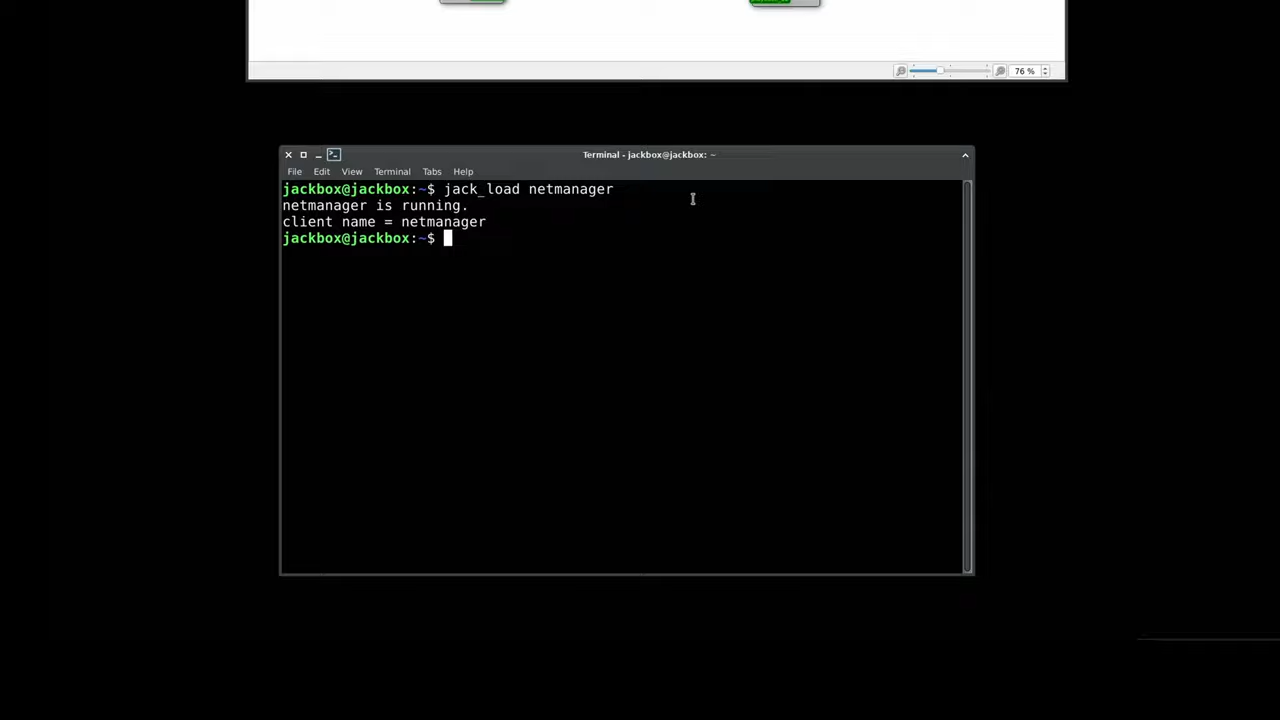 76 %
Terminal - jackbox@jackbox: ~
File Edit View Terminal Tabs Help
jackbox@jackbox:~$ jack_load netmanager
netmanager is running.
client name = netmanager
jackbox@jackbox:~$